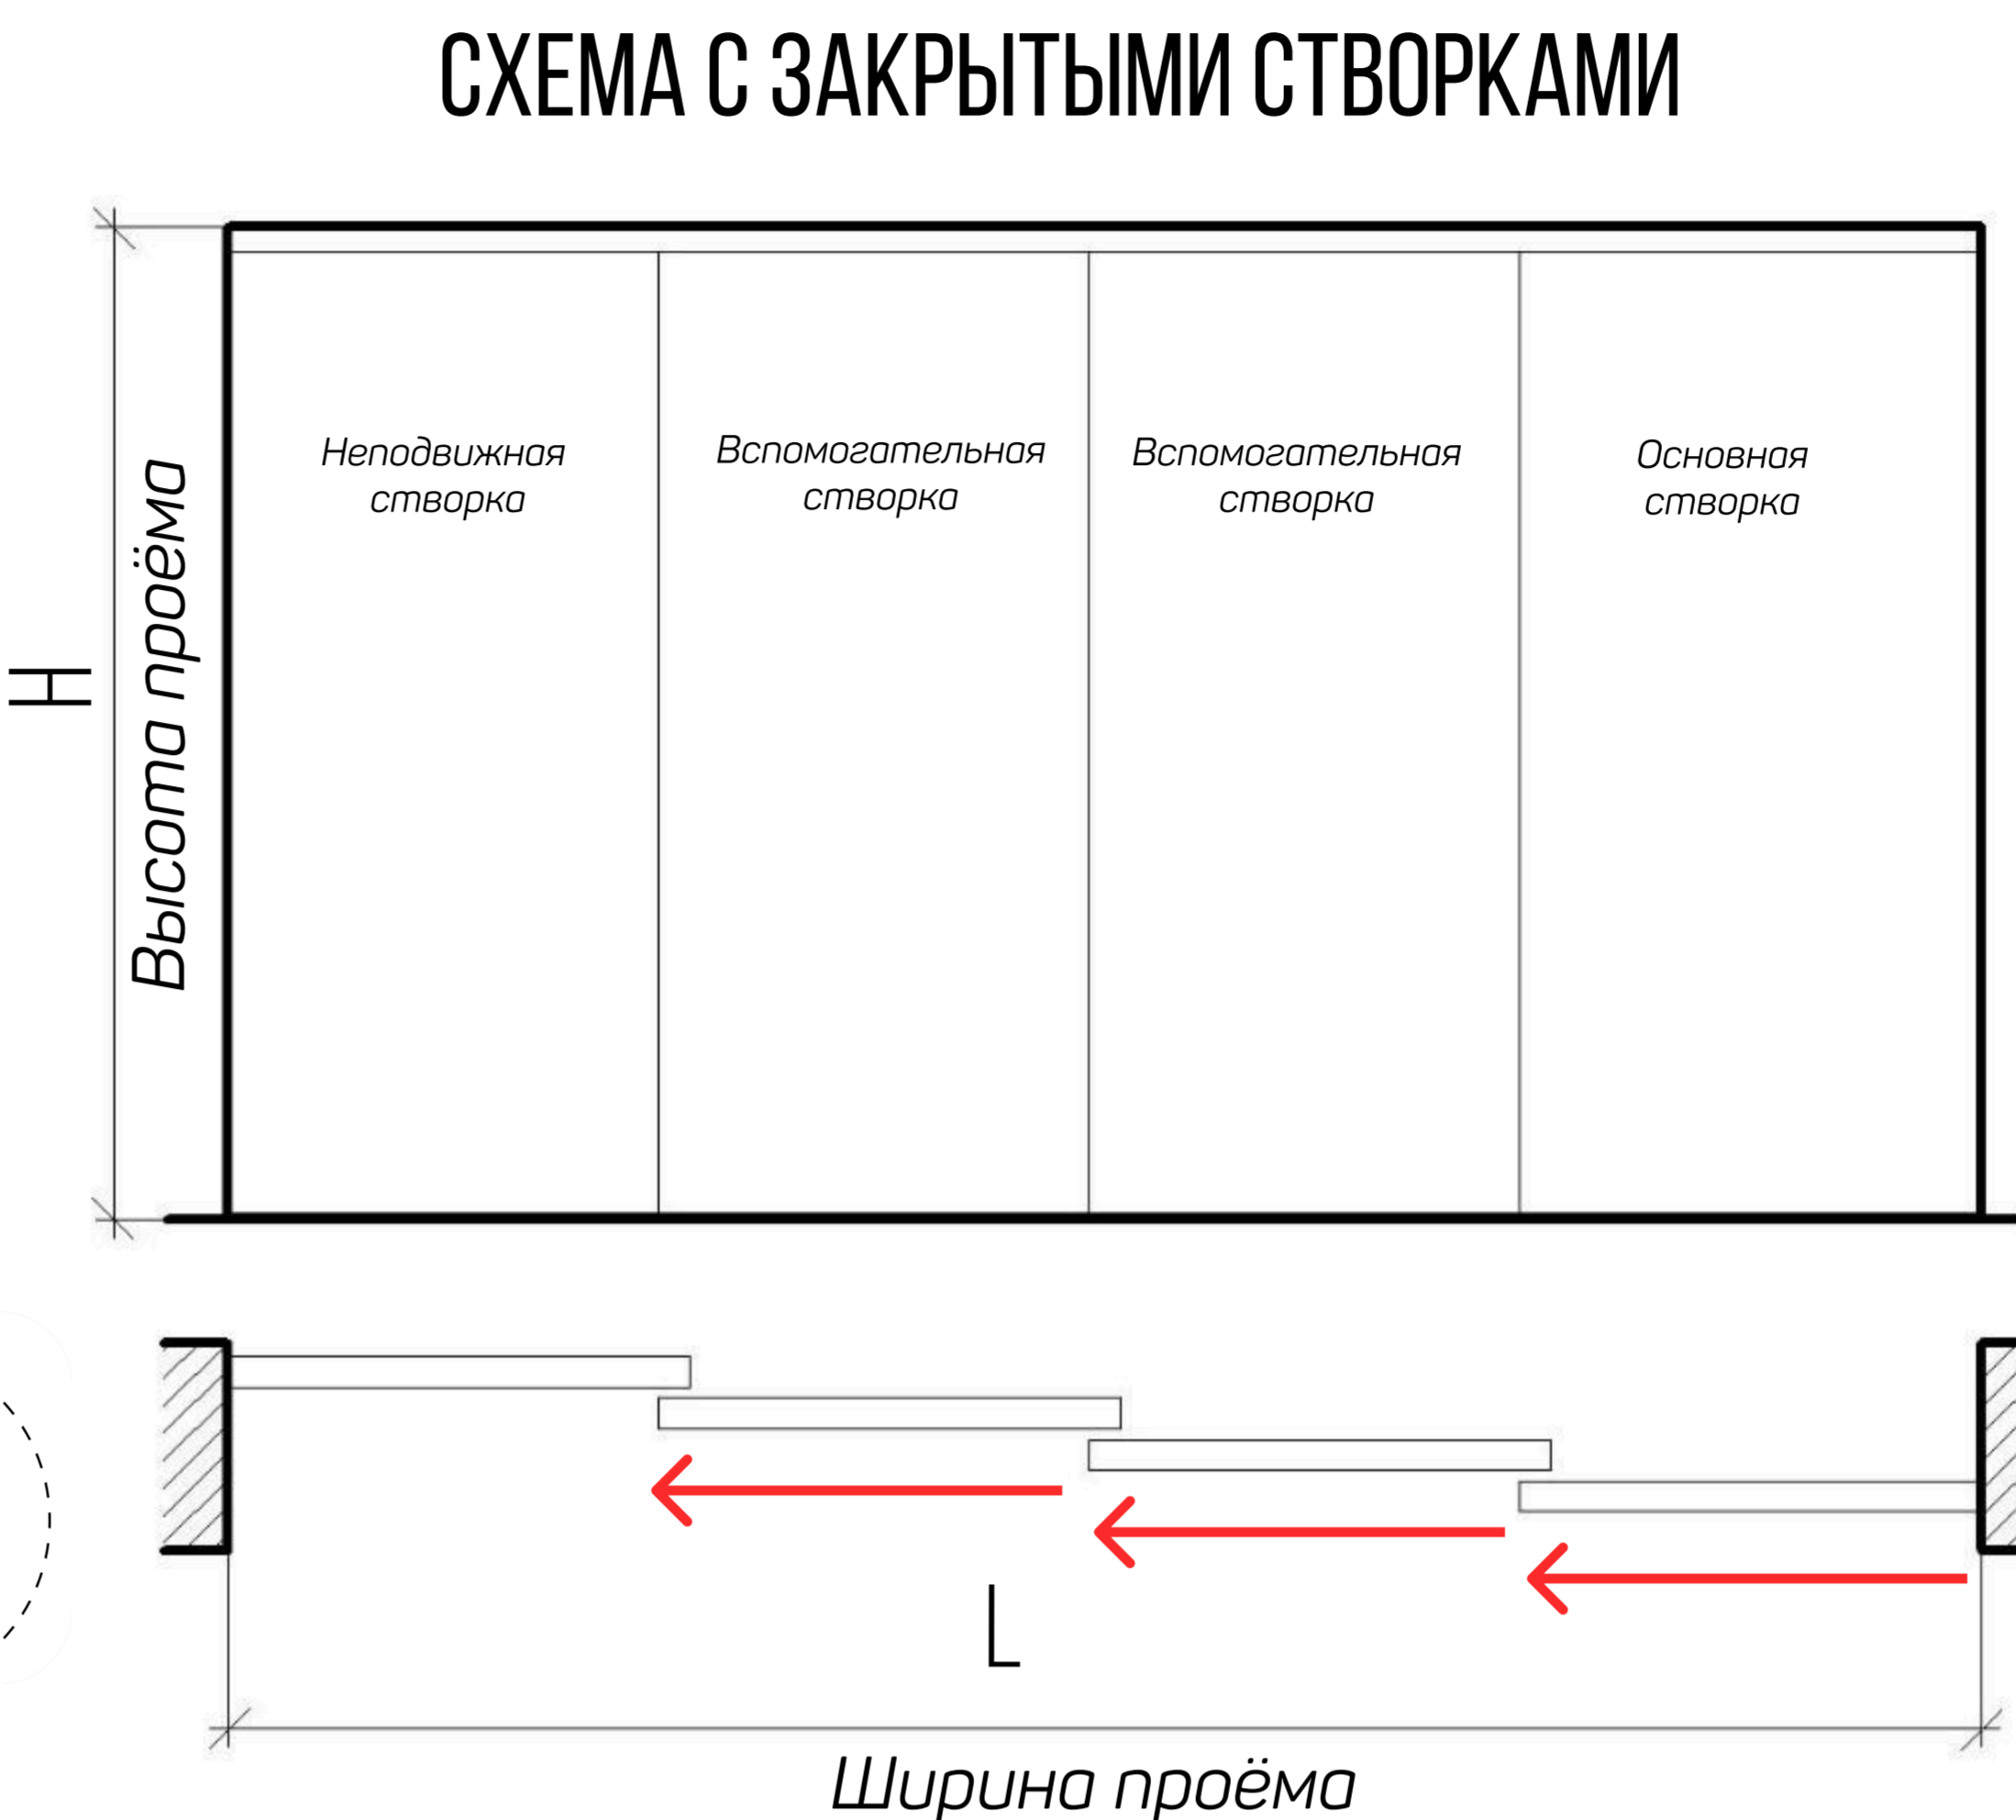 СХЕМА С ЗАКРЫТЫМИ СТВОРКАМИ
Неподвижная
створка
Вспомогательная
створка
Вспомогательная
створка
Основная
створка
H
Высота проёма
L
Ширина проёма